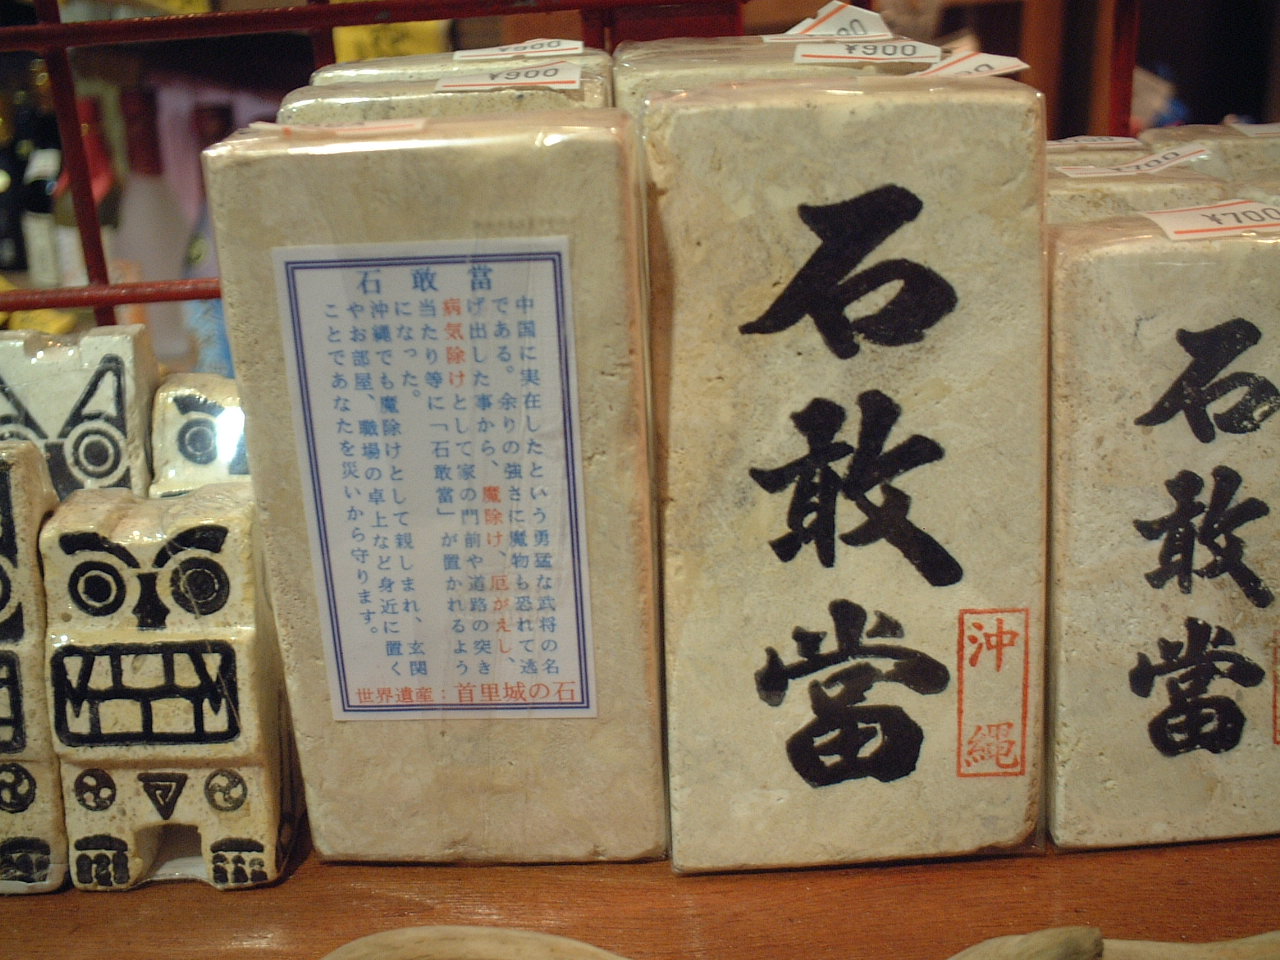 ¥900
¥900
¥900
¥700
¥700
石敢當
中国に実在したという勇猛な武将の名
である。余りの強さに魔物も恐れて逃
げ出した事から、魔除け、厄がえし、
病気除けとして家の門前や道路の突き
当たり等に「石敢當」が置かれるよう
になった。
沖縄でも魔除けとして親しまれ、玄関
やお部屋、職場の卓上など身近に置く
ことであなたを災いから守ります。
世界遺産：首里城の石
石敢當
沖縄
石敢當